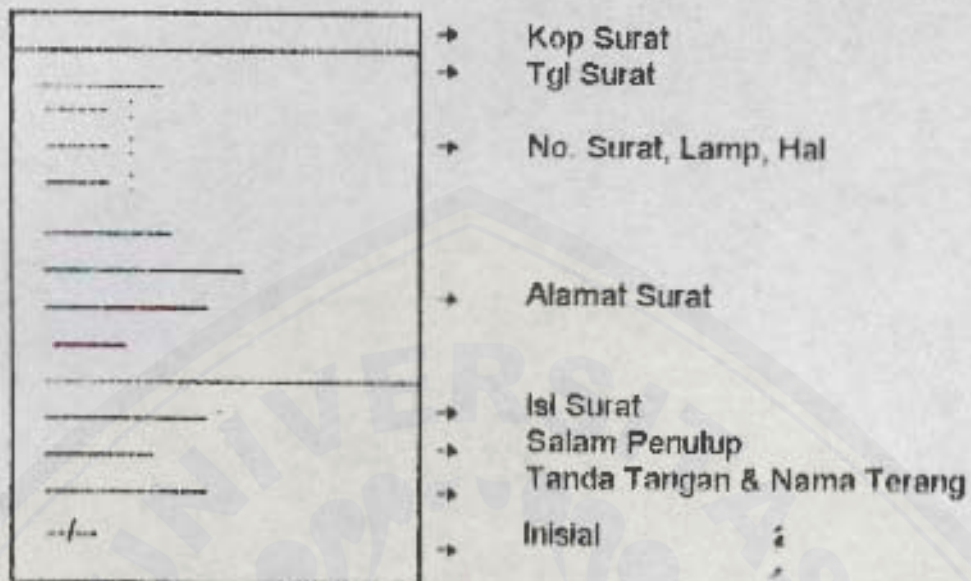 Kop Surat
Tgl Surat
No. Surat, Lamp, Hal
Alamat Surat
Isi Surat
Salam Penutup
Tanda Tangan & Nama Terang
--/--
Inisial
UNIVERSITA